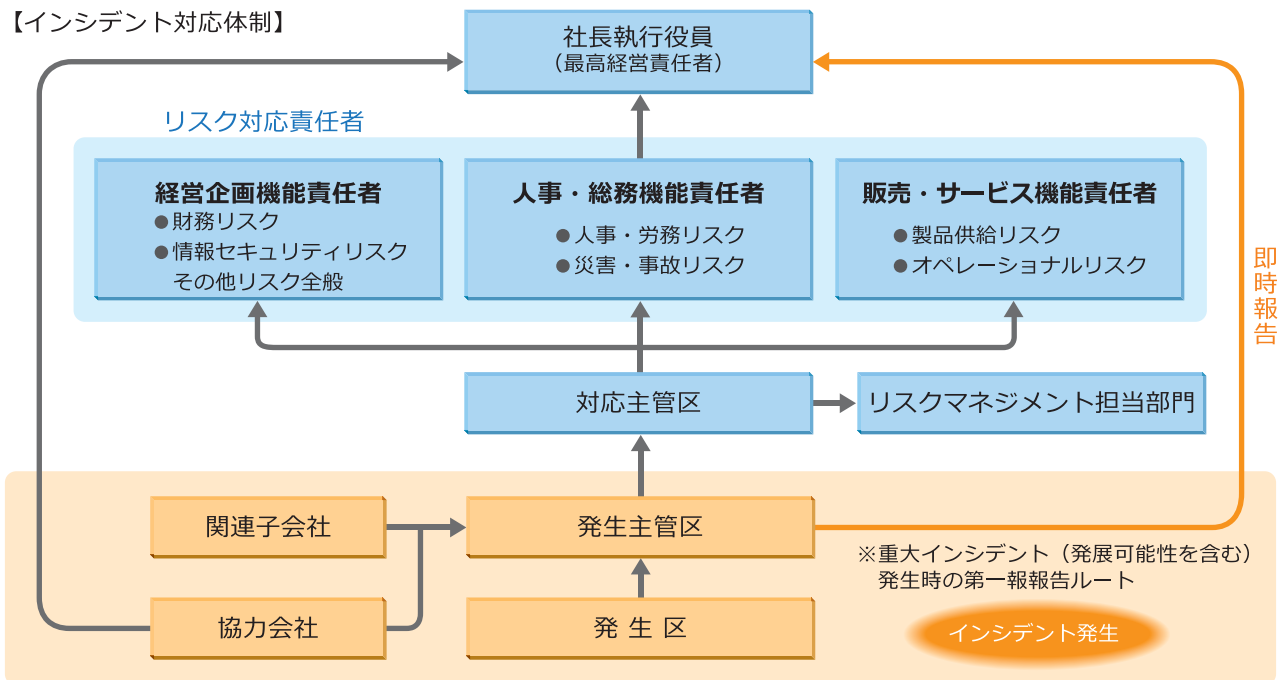 【インシデント対応体制】
社長執行役員
（最高経営責任者）
リスク対応責任者
経営企画機能責任者
●財務リスク
●情報セキュリティリスク
その他リスク全般
人事・総務機能責任者
●人事・労務リスク
●災害・事故リスク
販売・サービス機能責任者
●製品供給リスク
●オペレーショナルリスク
即時報告
対応主管区
リスクマネジメント担当部門
関連子会社
発生主管区
※重大インシデント（発展可能性を含む）
発生時の第一報報告ルート
協力会社
発 生 区
インシデント発生